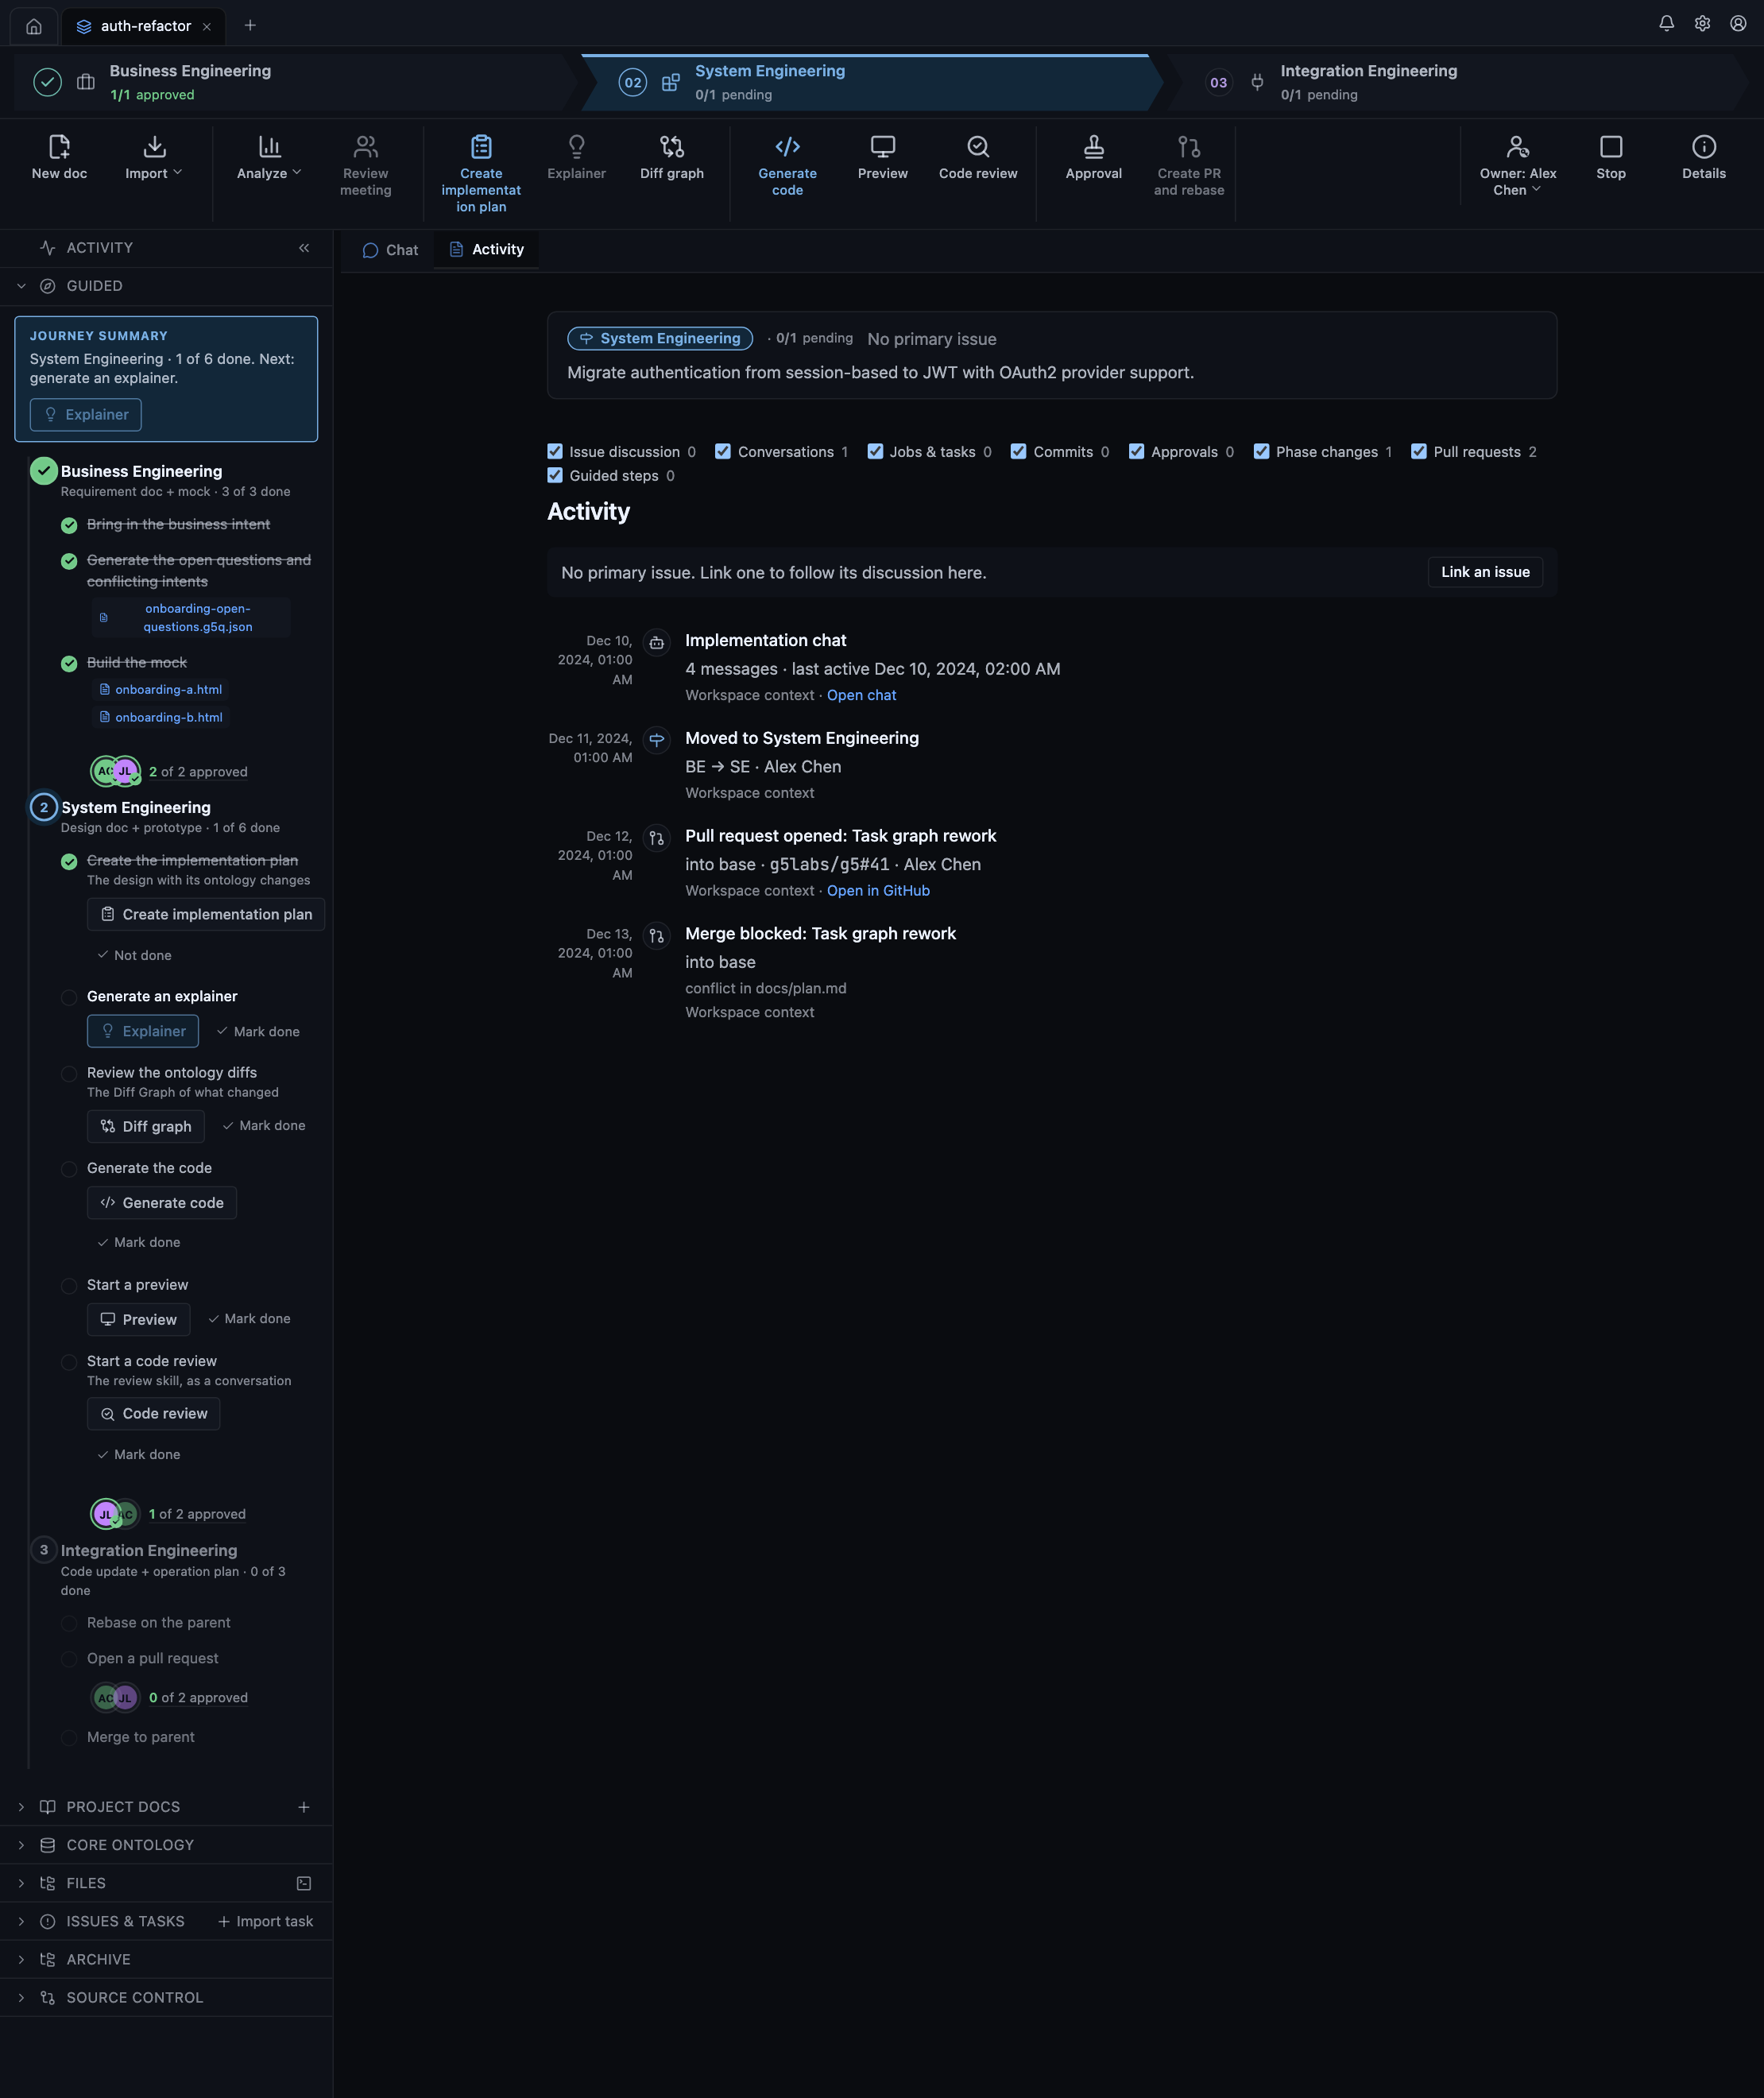 auth-refactor
Business Engineering
1/1 approved
02
System Engineering
0/1 pending
03
Integration Engineering
0/1 pending
New doc
Import
Analyze
Review
meeting
Create
implementat
ion plan
Explainer
Diff graph
Generate
code
Preview
Code review
Approval
Create PR
and rebase
Owner: Alex
Chen
Stop
Details
ACTIVITY
GUIDED
JOURNEY SUMMARY
System Engineering · 1 of 6 done. Next:
generate an explainer.
Explainer
Business Engineering
Requirement doc + mock · 3 of 3 done
Bring in the business intent
Generate the open questions and
conflicting intents
onboarding-open-
questions.g5q.json
Build the mock
onboarding-a.html
onboarding-b.html
AC JL 2 of 2 approved
2 System Engineering
Design doc + prototype · 1 of 6 done
Create the implementation plan
The design with its ontology changes
Create implementation plan
Not done
Generate an explainer
Explainer Mark done
Review the ontology diffs
The Diff Graph of what changed
Diff graph Mark done
Generate the code
Generate code
Mark done
Start a preview
Preview Mark done
Start a code review
The review skill, as a conversation
Code review
Mark done
JL AC 1 of 2 approved
3 Integration Engineering
Code update + operation plan · 0 of 3
done
Rebase on the parent
Open a pull request
AC JL 0 of 2 approved
Merge to parent
PROJECT DOCS
CORE ONTOLOGY
FILES
ISSUES & TASKS Import task
ARCHIVE
SOURCE CONTROL
Chat Activity
System Engineering · 0/1 pending No primary issue
Migrate authentication from session-based to JWT with OAuth2 provider support.
Issue discussion 0 Conversations 1 Jobs & tasks 0 Commits 0 Approvals 0 Phase changes 1 Pull requests 2
Guided steps 0
Activity
No primary issue. Link one to follow its discussion here. Link an issue
Dec 10,
2024, 01:00
AM
Implementation chat
4 messages · last active Dec 10, 2024, 02:00 AM
Workspace context · Open chat
Dec 11, 2024,
01:00 AM
Moved to System Engineering
BE → SE · Alex Chen
Workspace context
Dec 12,
2024, 01:00
AM
Pull request opened: Task graph rework
into base · g5labs/g5#41 · Alex Chen
Workspace context · Open in GitHub
Dec 13,
2024, 01:00
AM
Merge blocked: Task graph rework
into base
conflict in docs/plan.md
Workspace context